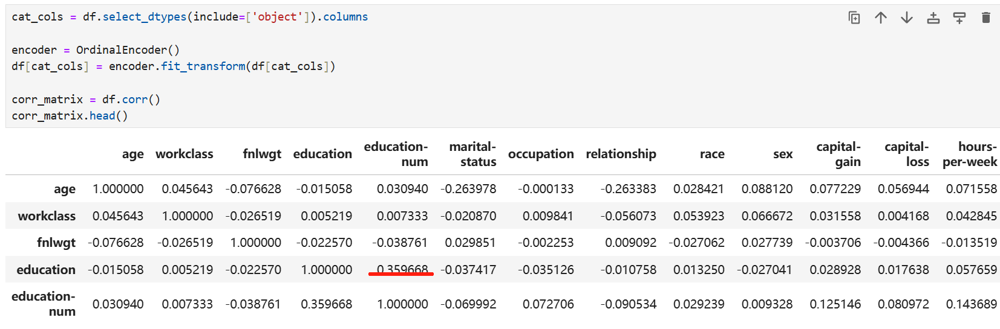 cat_cols = df.select_dtypes(include=['object']).columns
encoder = OrdinalEncoder()
df[cat_cols] = encoder.fit_transform(df[cat_cols])
corr_matrix = df.corr()
corr_matrix.head()
age workclass fnlwgt education education-num marital-status occupation relationship race sex capital-gain capital-loss hours-per-week
age 1.000000 0.045643 -0.076628 -0.015058 0.030940 -0.263978 -0.000133 -0.263383 0.028421 0.088120 0.077229 0.056944 0.071558
workclass 0.045643 1.000000 -0.026519 0.005219 0.007333 -0.020870 0.009841 -0.056073 0.053923 0.066672 0.031558 0.004168 0.042845
fnlwgt -0.076628 -0.026519 1.000000 -0.022570 -0.038761 0.029851 -0.002253 0.009092 -0.027062 0.027739 -0.003706 -0.004366 -0.013519
education -0.015058 0.005219 -0.022570 1.000000 0.359668 -0.037417 -0.035126 -0.010758 0.013250 -0.027041 0.028928 0.017638 0.057659
education-num 0.030940 0.007333 -0.038761 0.359668 1.000000 -0.069992 0.072706 -0.090534 0.029239 0.009328 0.125146 0.080972 0.143689